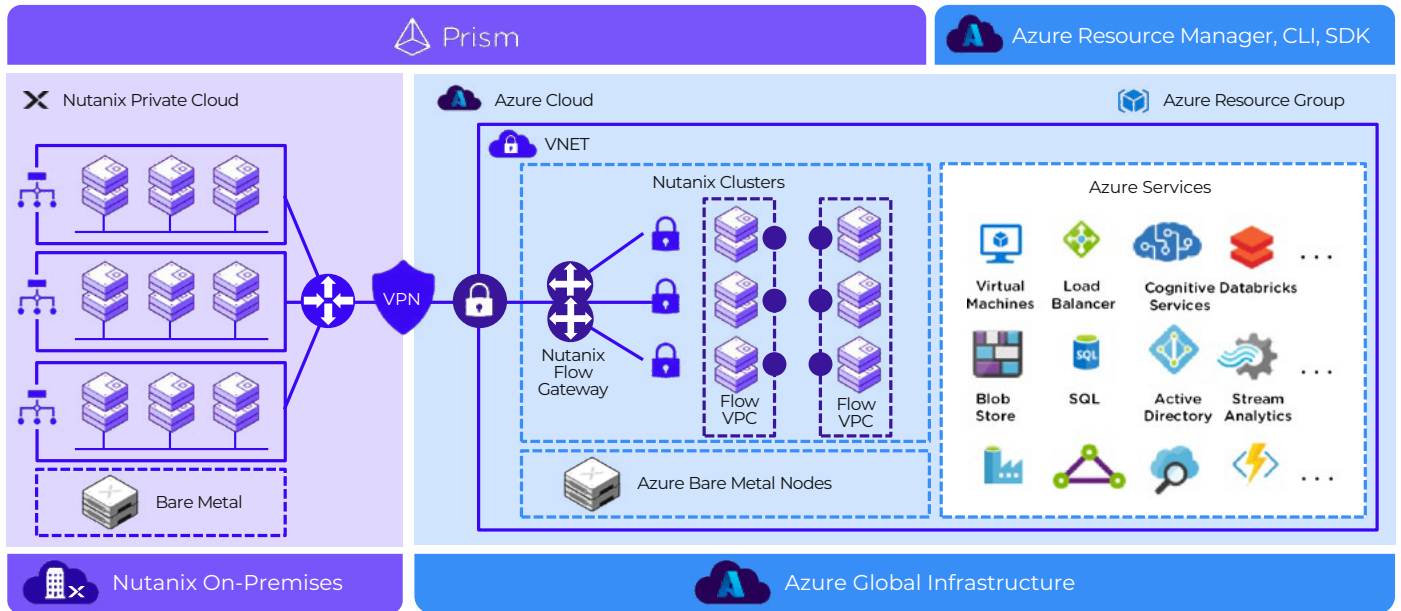 Prism
Azure Resource Manager, CLI, SDK
Nutanix Private Cloud
Azure Cloud
Azure Resource Group
VNET
Nutanix Clusters
Azure Services
VPN
Nutanix
Flow
Gateway
Flow
VPC
Flow
VPC
Virtual
Machines
Load
Balancer
Cognitive
Services
Databricks
...
Blob
Store
SQL
SQL
Active
Directory
Stream
Analytics
...
...
Bare Metal
Azure Bare Metal Nodes
Nutanix On-Premises
Azure Global Infrastructure